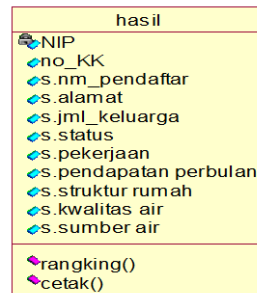 hasil
NIP
no_KK
s.nm_pendaftar
s.alamat
s.jml_keluarga
s.status
s.pekerjaan
s.pendapatan perbulan
s.struktur rumah
s.kwalitas air
s.sumber air
rangking()
cetak()